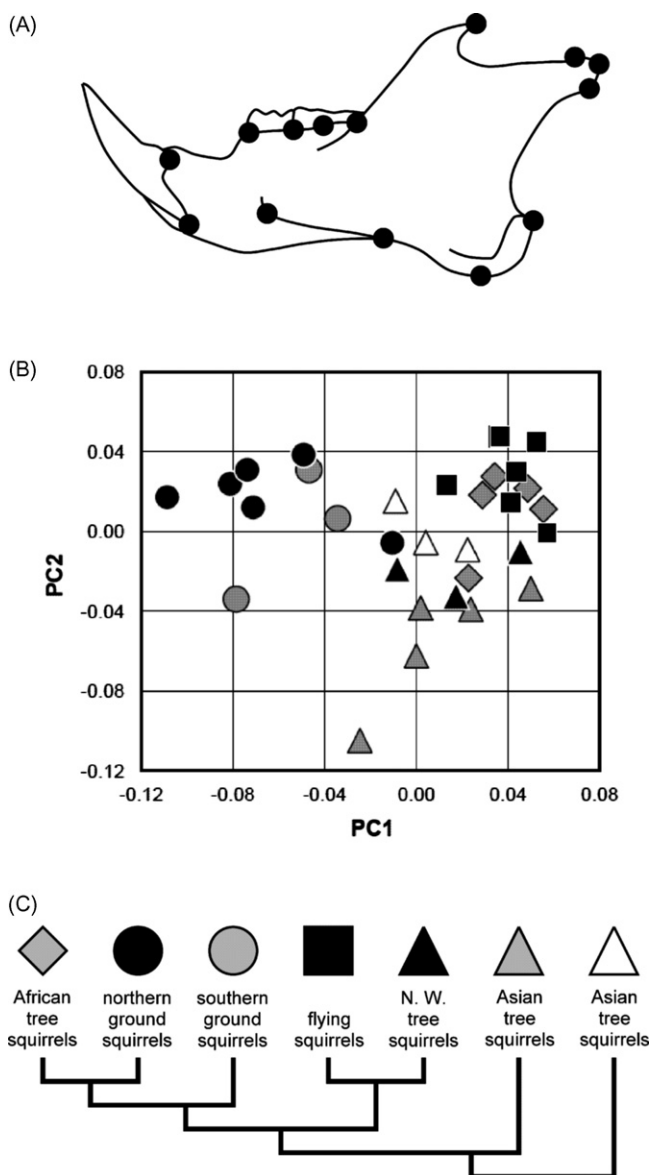 (A)
(B)
0.08
0.04
0.00
-0.04
-0.08
-0.12
PC2
-0.12 -0.08 -0.04 0.00 0.04 0.08
PC1
(C)
African northern southern flying N. W. Asian Asian
tree ground ground squirrels tree tree tree
squirrels squirrels squirrels squirrels squirrels squirrels